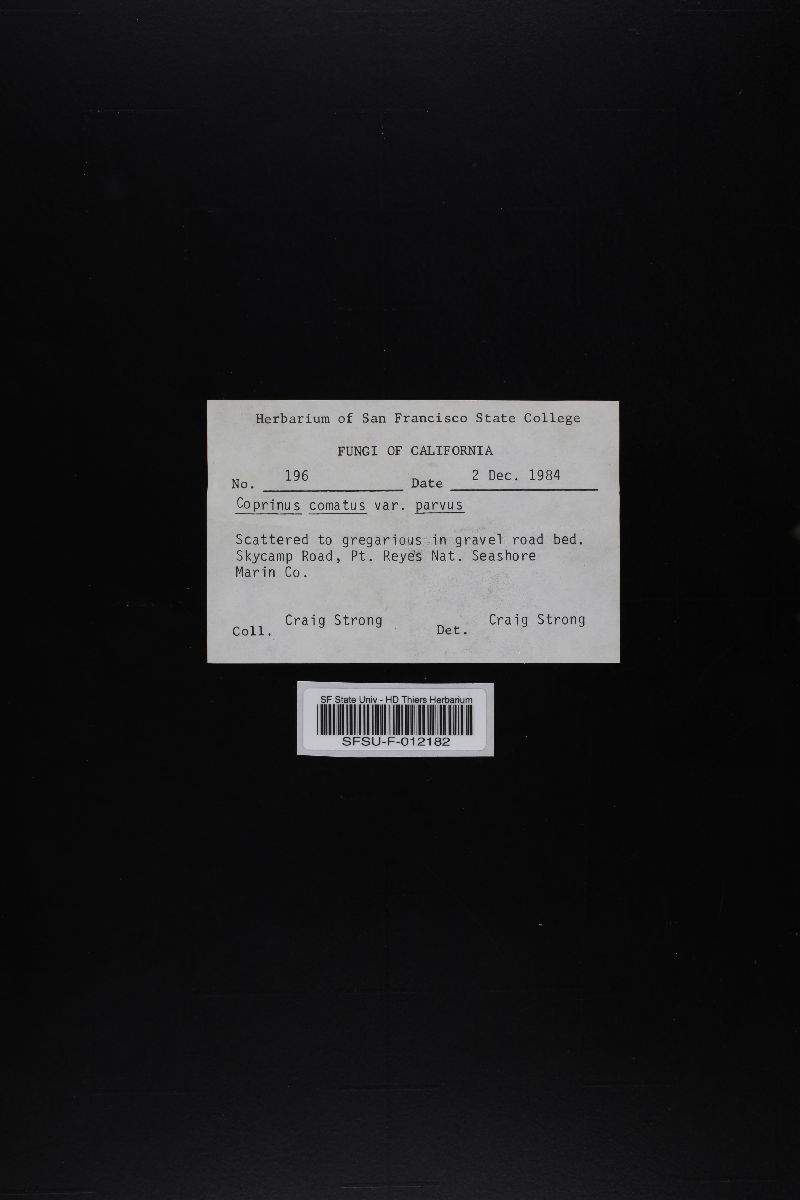 Herbarium of San Francisco State College
FUNGI OF CALIFORNIA
No. 196 Date 2 Dec. 1984
Coprinus comatus var. parvus
Scattered to gregarious in gravel road bed.
Skycamp Road, Pt. Reyes Nat. Seashore
Marin Co.
Coll. Craig Strong Det. Craig Strong
SF State Univ - HD Thiers Herbarium
SFSU-F-012182